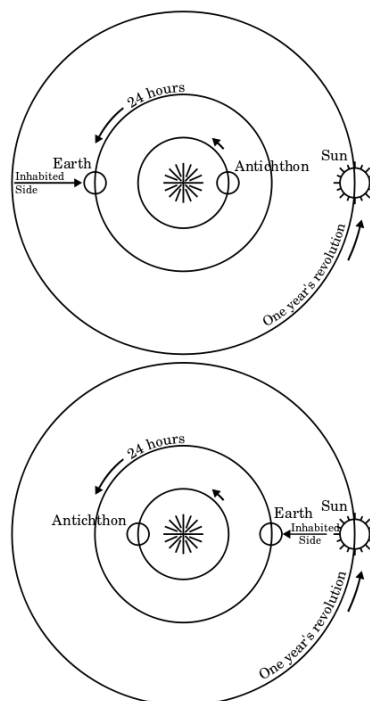 24 hours
Earth
Antichthon
Sun
Inhabited
Side
One year's revolution
24 hours
Antichthon
Earth
Sun
Inhabited
Side
One year's revolution